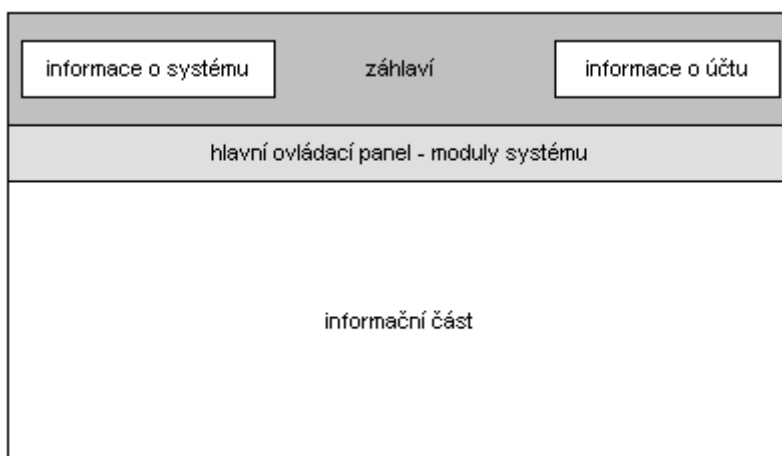 informace o systému
záhlaví
informace o účtu
hlavní ovládací panel - moduly systému
informační část